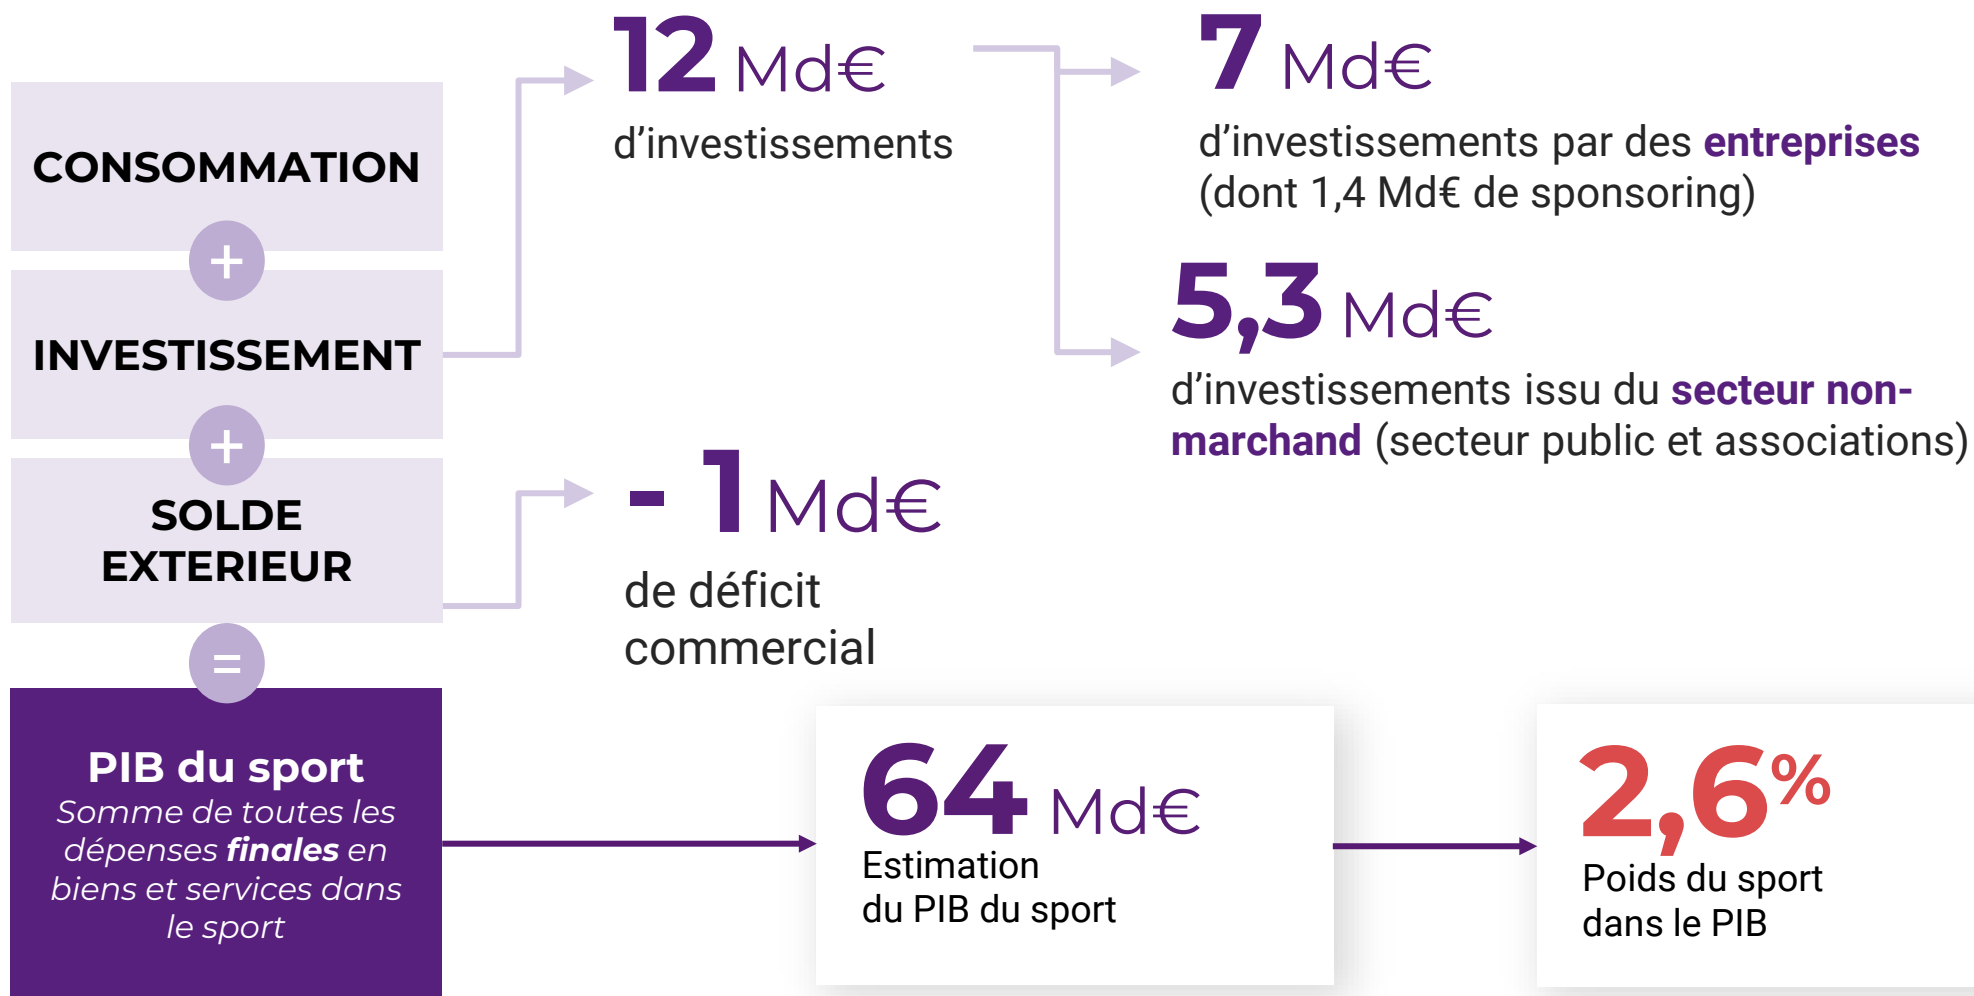 CONSOMMATION
+
INVESTISSEMENT
+
SOLDE
EXTERIEUR
=
PIB du sport
Somme de toutes les
dépenses finales en
biens et services dans
le sport
12 Md€
d’investissements
7 Md€
d’investissements par des entreprises
(dont 1,4 Md€ de sponsoring)
5,3 Md€
d’investissements issu du secteur non-
marchand (secteur public et associations)
- 1 Md€
de déficit
commercial
64 Md€
Estimation
du PIB du sport
2,6%
Poids du sport
dans le PIB